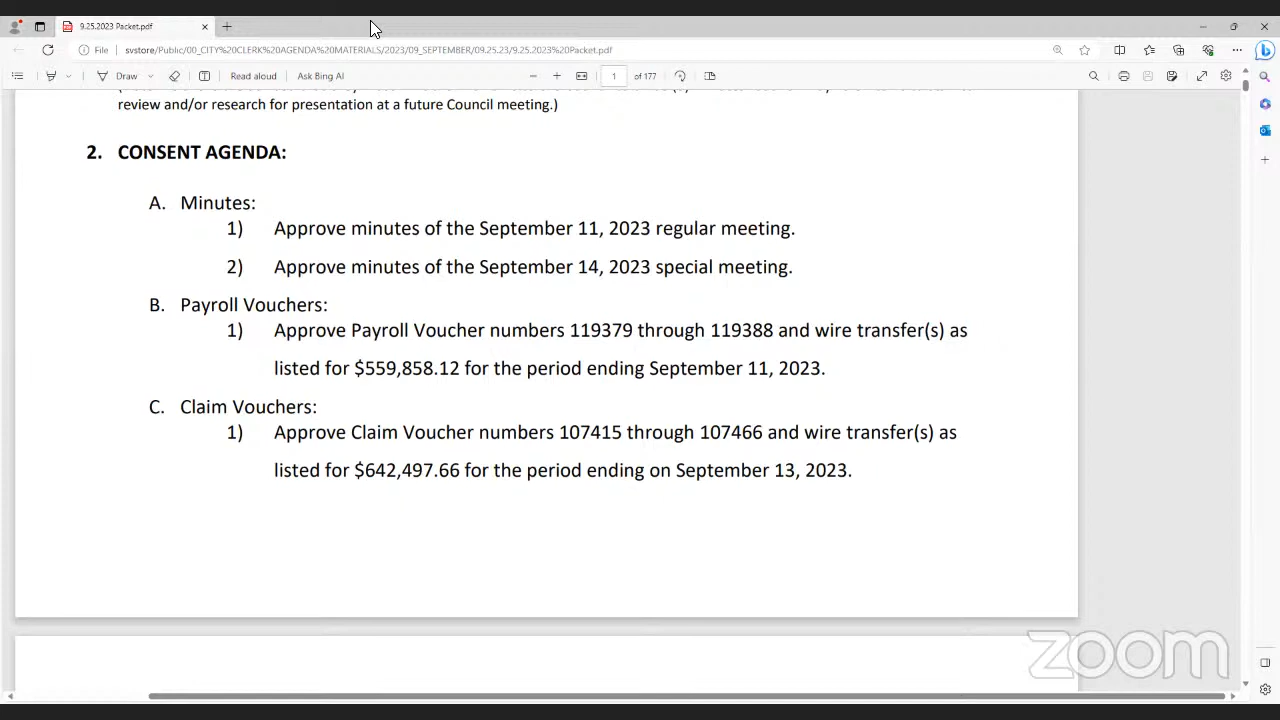 9.25.2023 Packet.pdf
File
svstore/Public/00_CITY%20CLERK%20AGENDA%20MATERIALS/2023/09_SEPTEMBER/09.25.23/9.25.2023%20Packet.pdf
Draw
Read aloud
Ask Bing AI
1 of 177
review and/or research for presentation at a future Council meeting.)
2. CONSENT AGENDA:
A. Minutes:
1) Approve minutes of the September 11, 2023 regular meeting.
2) Approve minutes of the September 14, 2023 special meeting.
B. Payroll Vouchers:
1) Approve Payroll Voucher numbers 119379 through 119388 and wire transfer(s) as
listed for $559,858.12 for the period ending September 11, 2023.
C. Claim Vouchers:
1) Approve Claim Voucher numbers 107415 through 107466 and wire transfer(s) as
listed for $642,497.66 for the period ending on September 13, 2023.
zoom